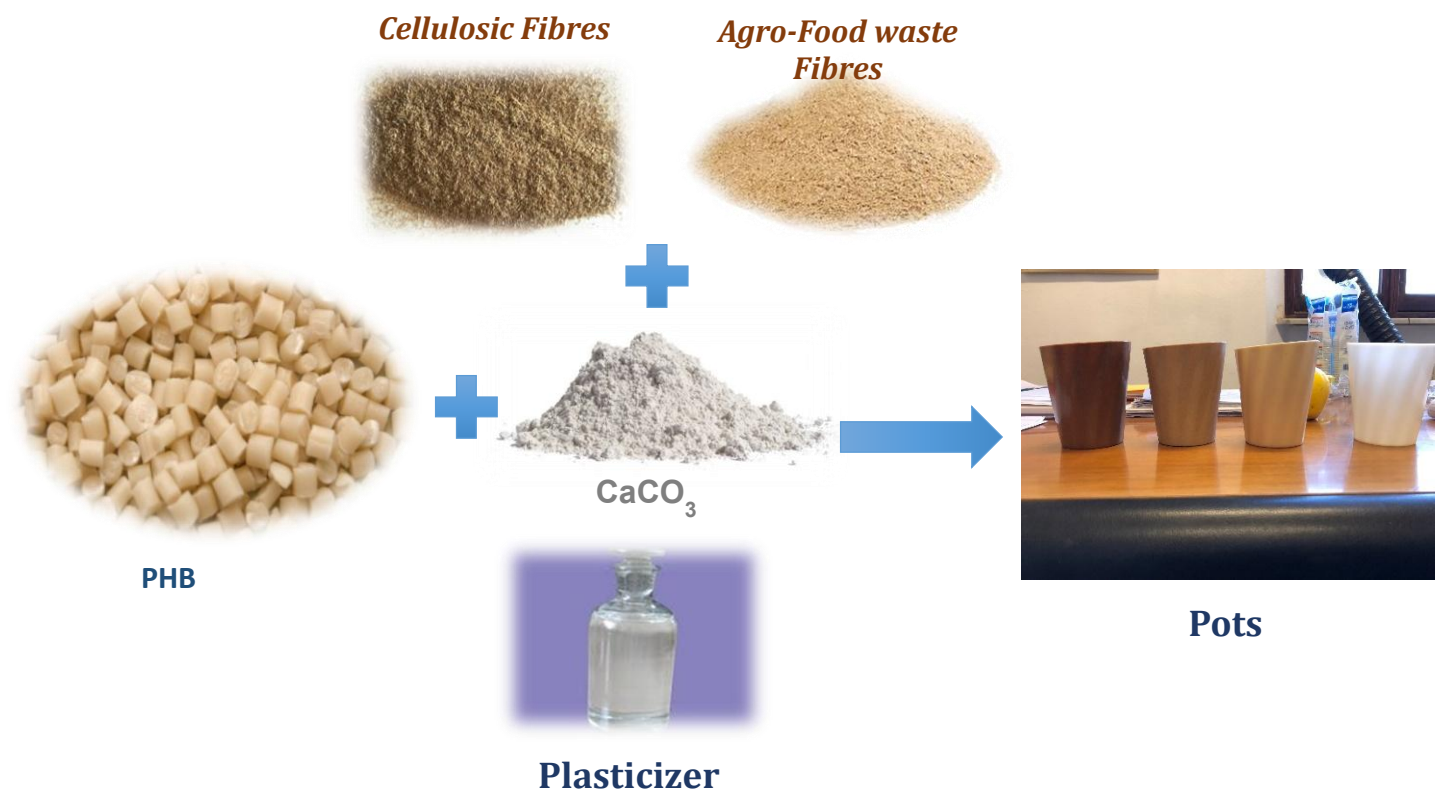 Cellulosic Fibres
Agro-Food waste
Fibres
CaCO₃
PHB
Pots
Plasticizer